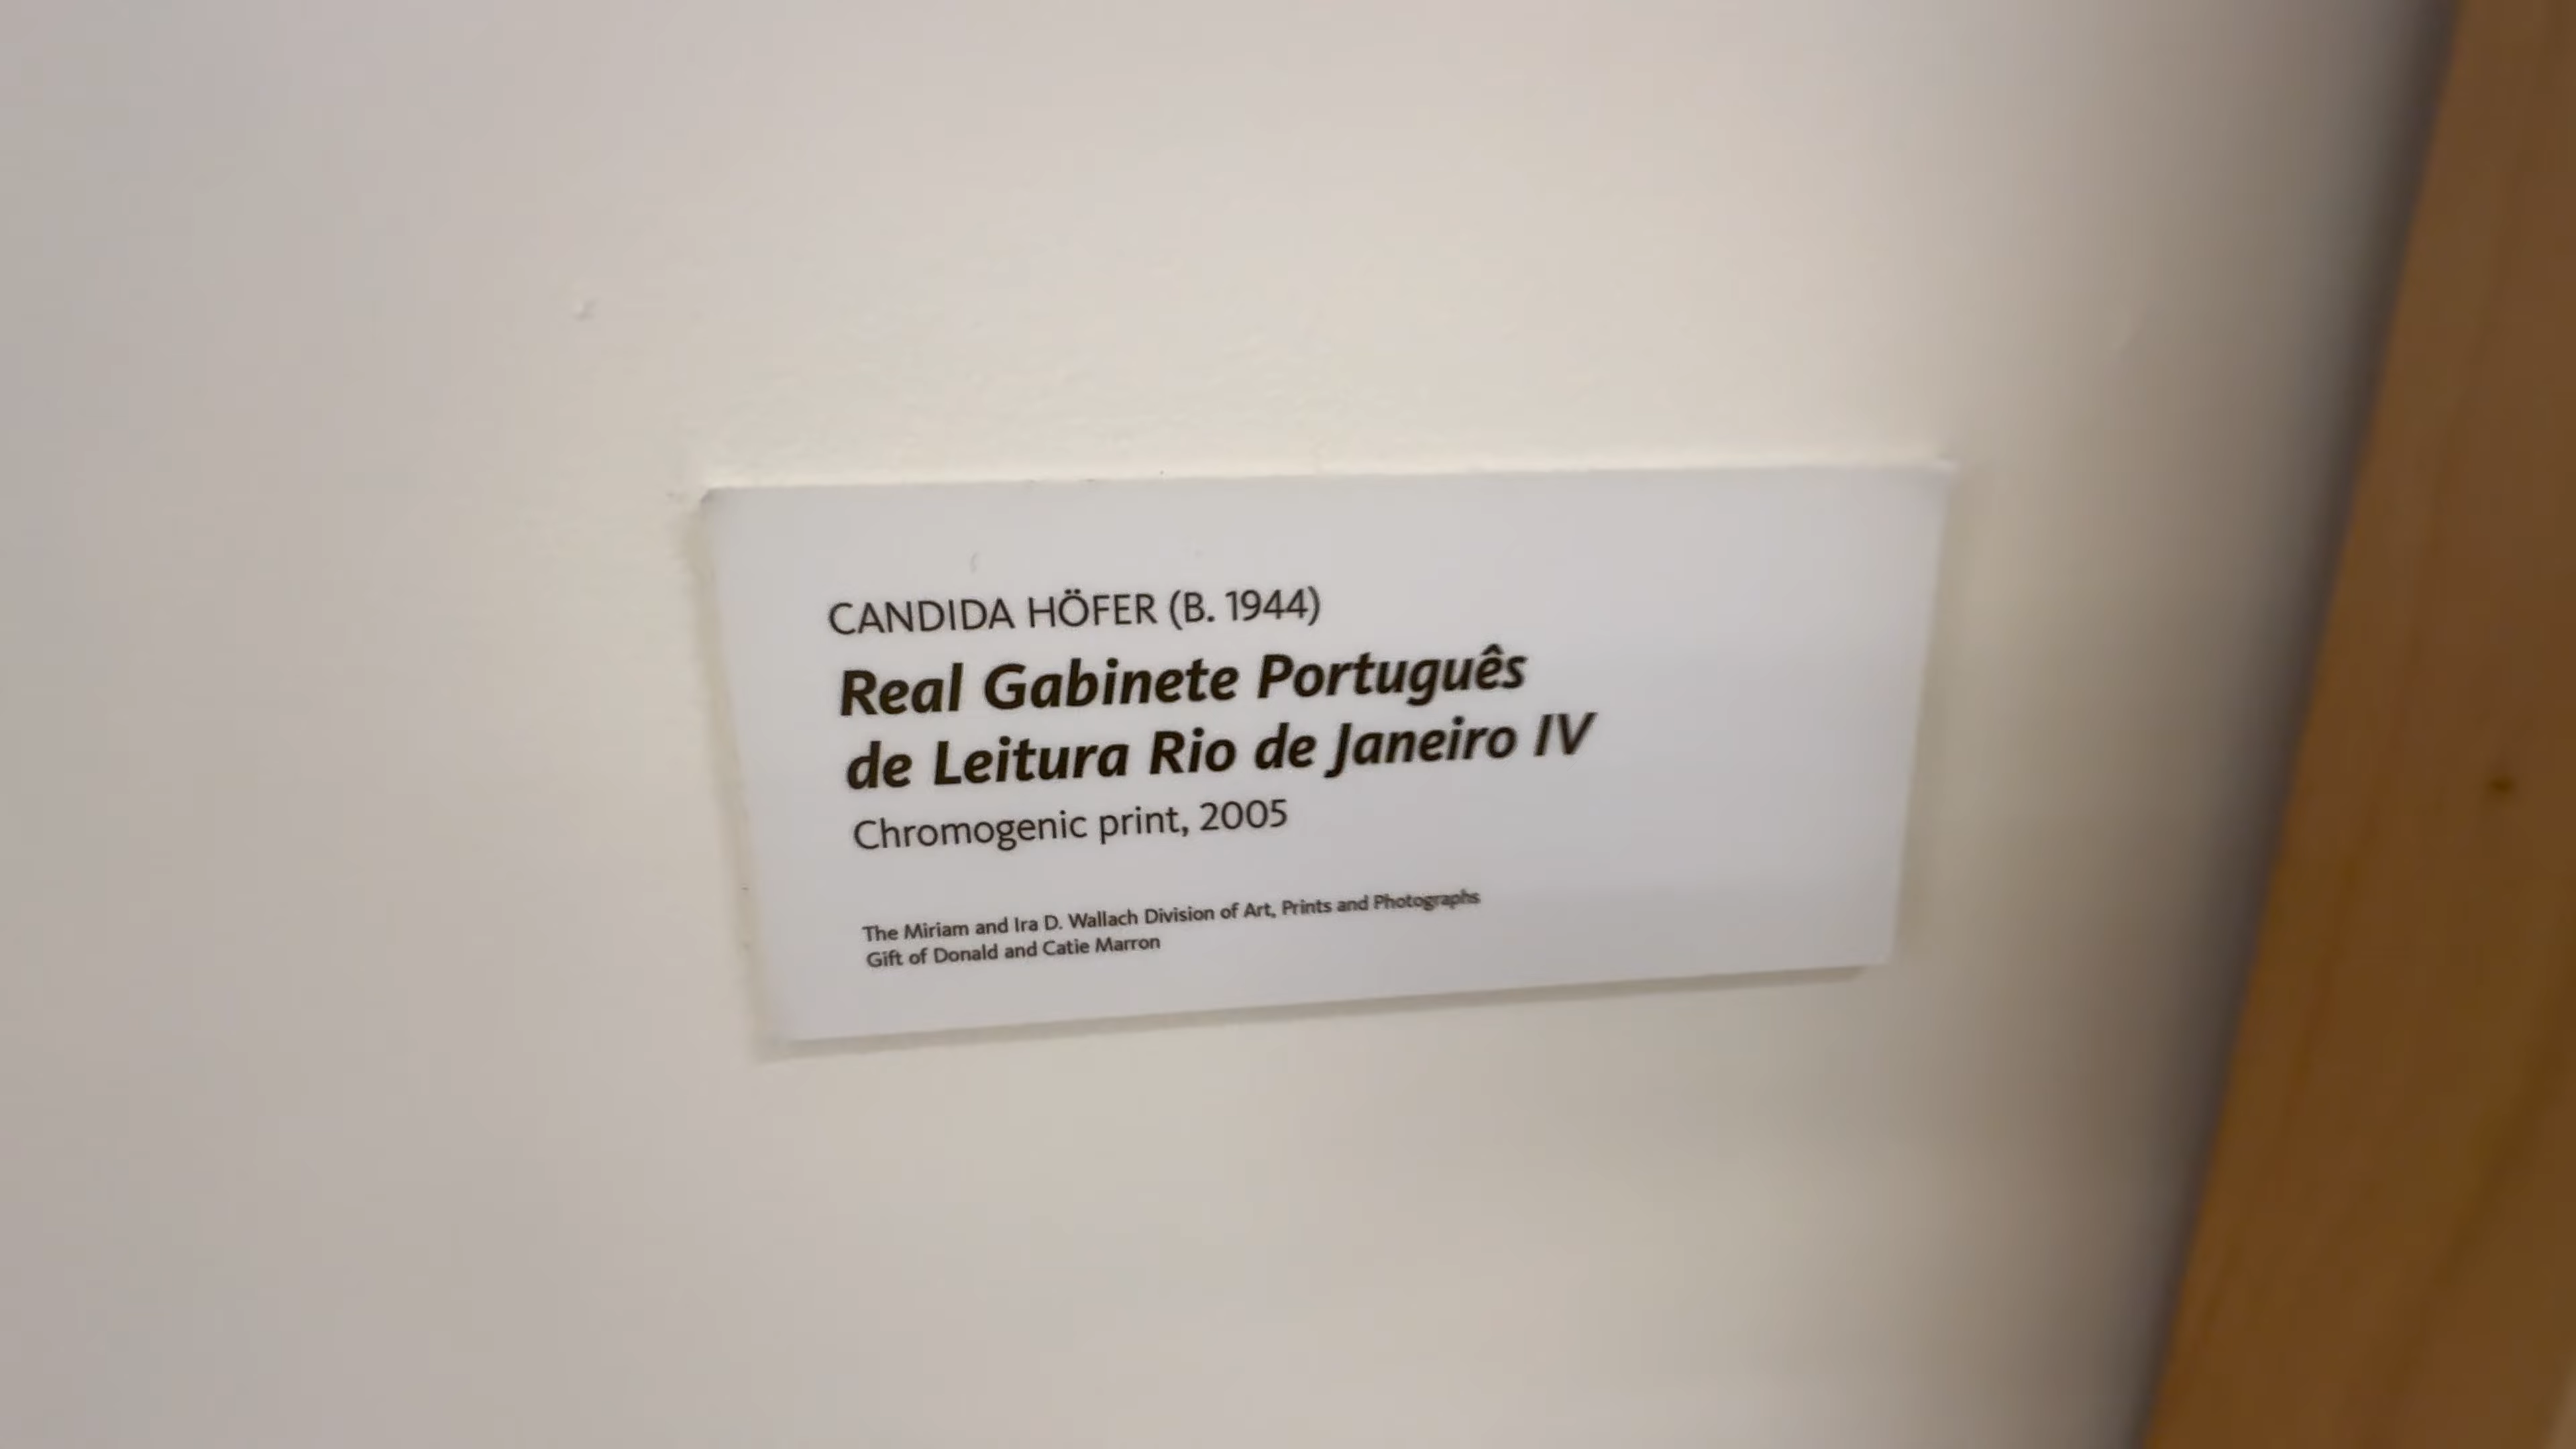 CANDIDA HÖFER (B. 1944)
Real Gabinete Português
de Leitura Rio de Janeiro IV
Chromogenic print, 2005
The Miriam and Ira D. Wallach Division of Art, Prints and Photographs
Gift of Donald and Catie Marron